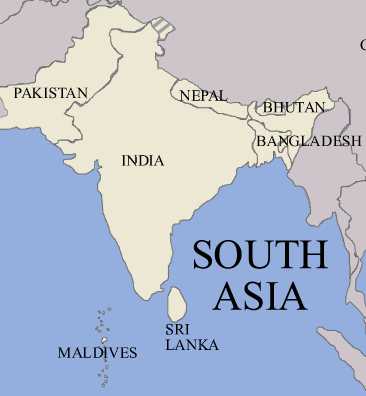 PAKISTAN
NEPAL
BHUTAN
BANGLADESH
INDIA
SOUTH
ASIA
SRI
LANKA
MALDIVES